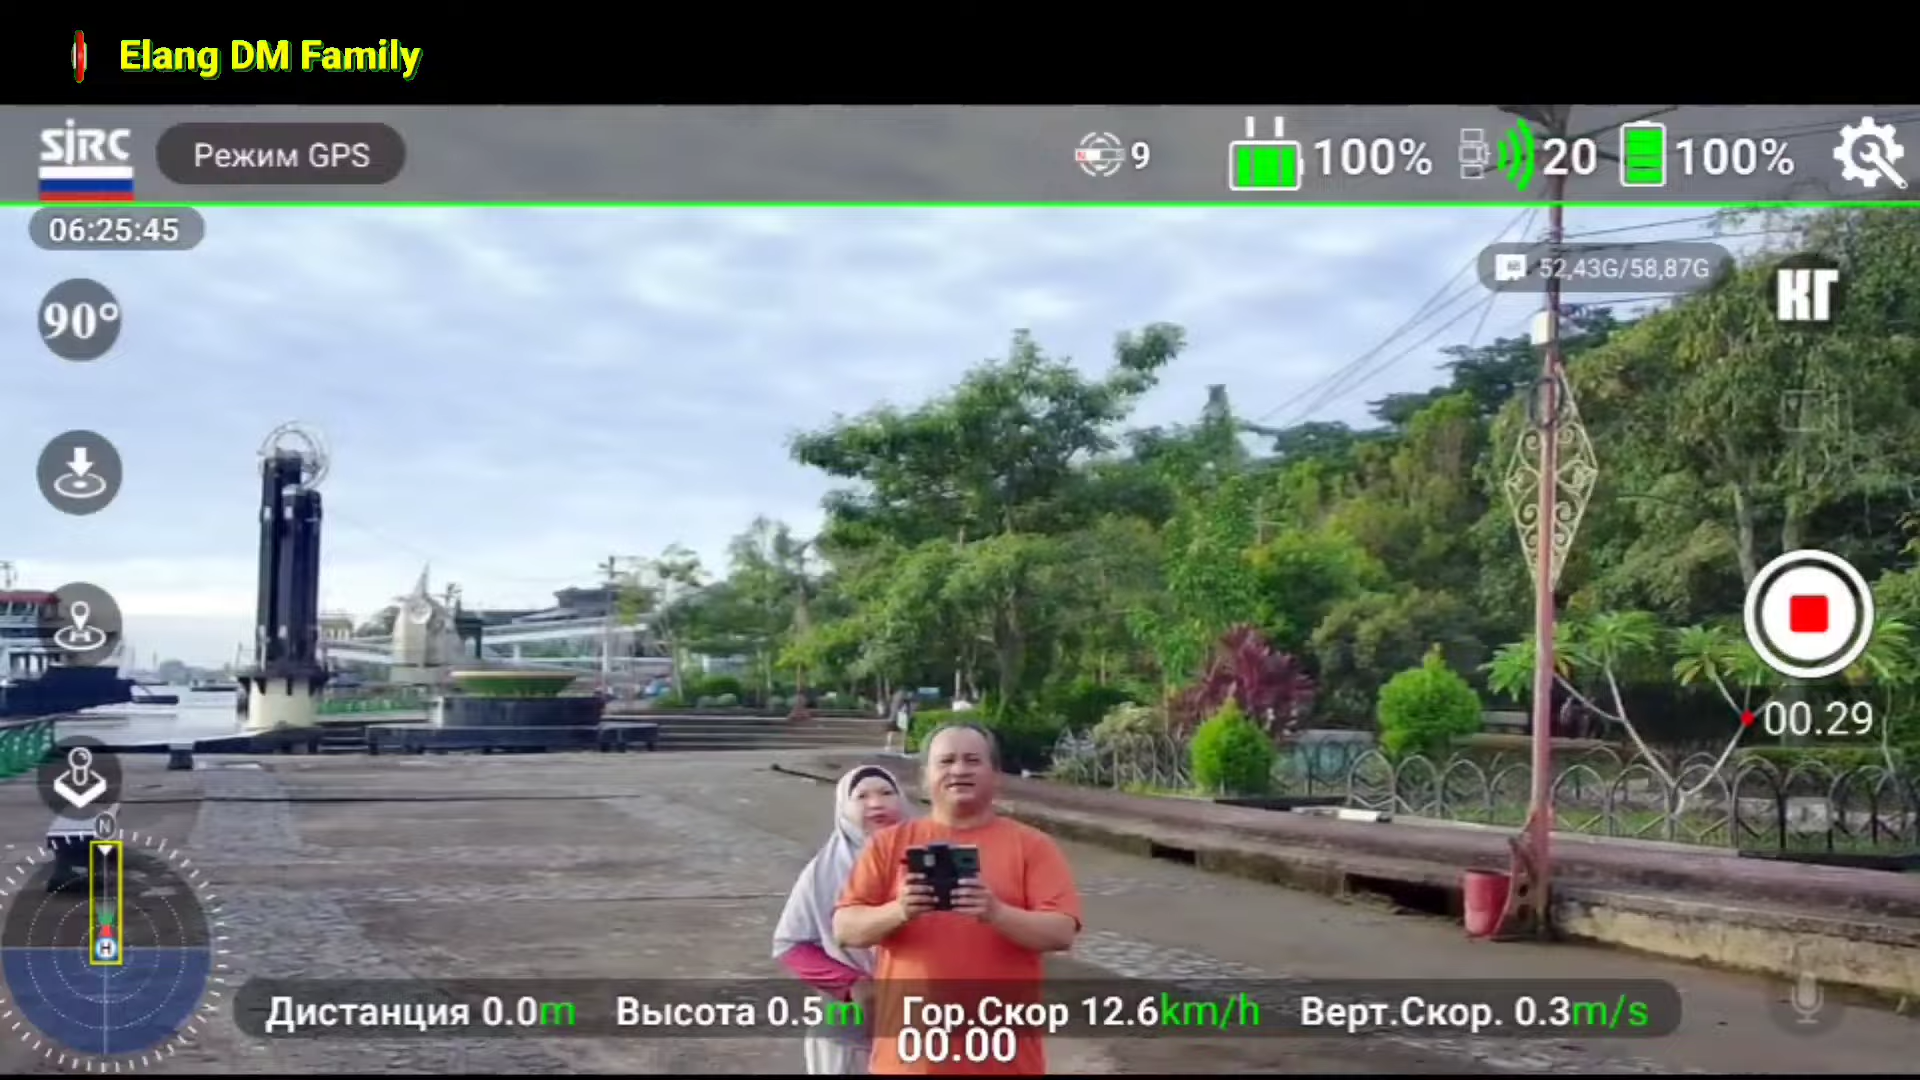 Elang DM Family
SJRC
Режим GPS
9
100%
20
100%
06:25:45
52,43G/58,87G
КГ
90°
00.29
N
H
Дистанция 0.0m Высота 0.5m Гор.Скор 12.6km/h Верт.Скор. 0.3m/s
00.00